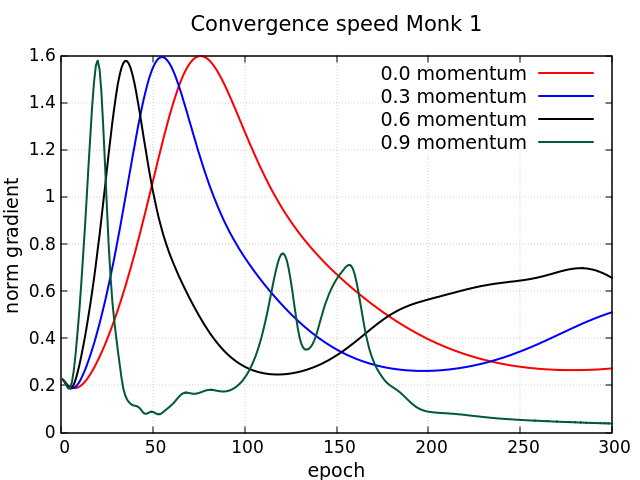 Convergence speed Monk 1
0.0 momentum
0.3 momentum
0.6 momentum
0.9 momentum
norm gradient
1.6
1.4
1.2
1
0.8
0.6
0.4
0.2
0
0 50 100 150 200 250 300
epoch